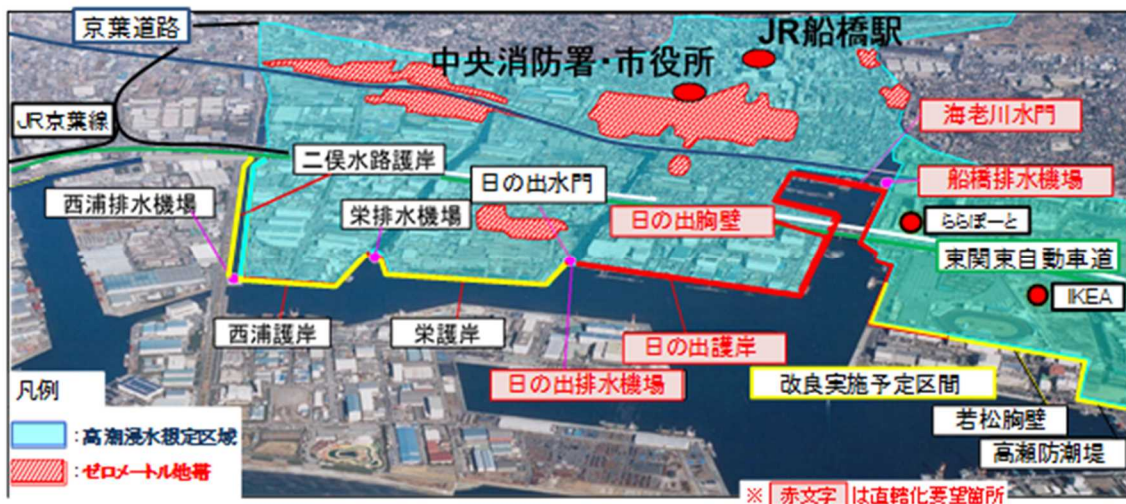 京葉道路
JR船橋駅
中央消防署・市役所
海老川水門
JR京葉線
二俣水路護岸
船橋排水機場
西浦排水機場
日の出水門
栄排水機場
日の出胸壁
ららぽーと
東関東自動車道
IKEA
西浦護岸
栄護岸
日の出護岸
日の出排水機場
改良実施予定区間
若松胸壁
高瀬防潮堤
凡例
:高潮浸水想定区域
:ゼロメートル地帯
※ 赤文字 は直轄化要望箇所